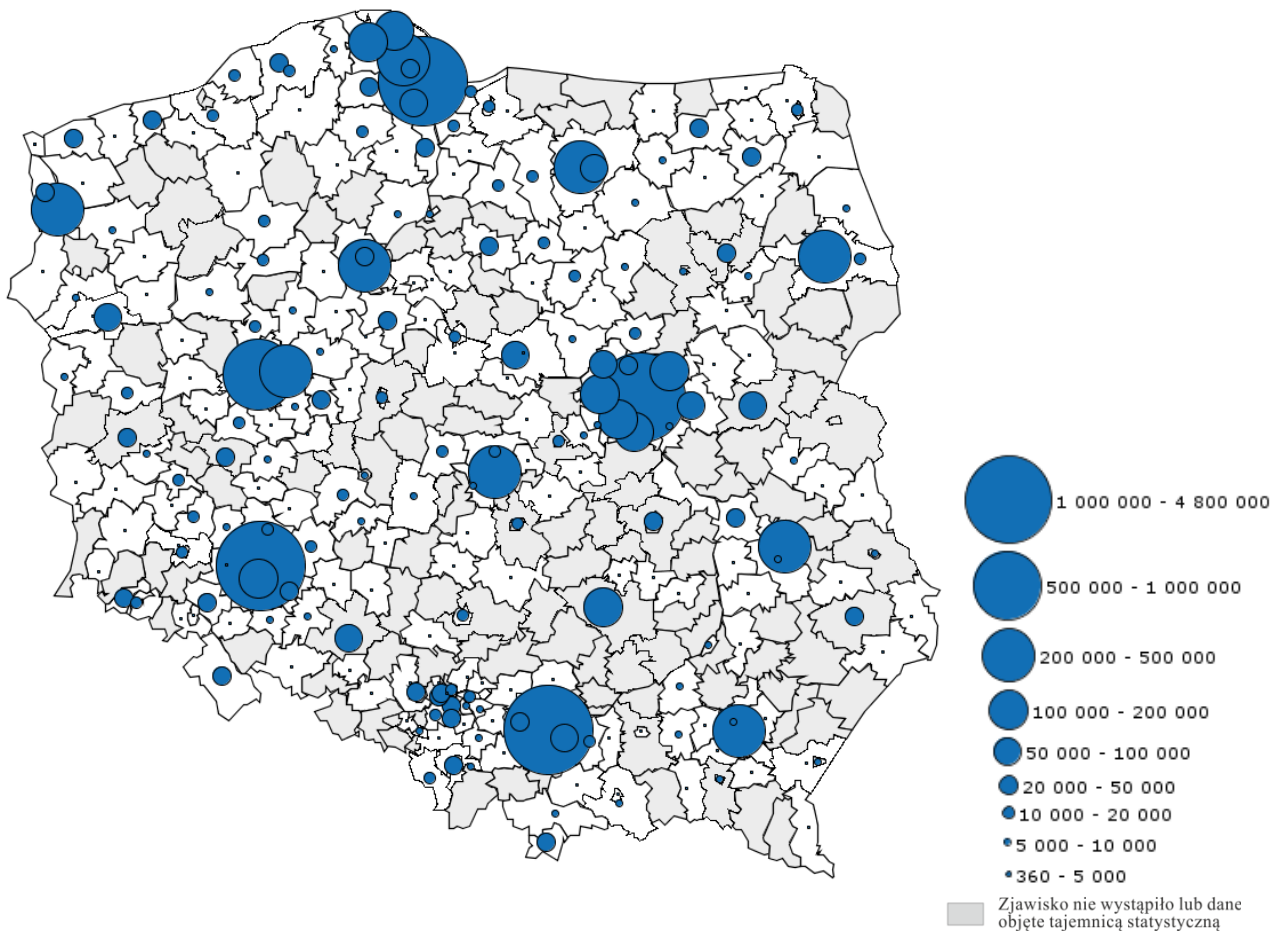 1 000 000 - 4 800 000
500 000 - 1 000 000
200 000 - 500 000
100 000 - 200 000
50 000 - 100 000
20 000 - 50 000
10 000 - 20 000
5 000 - 10 000
360 - 5 000
Zjawisko nie wystąpiło lub dane
objęte tajemnicą statystyczną